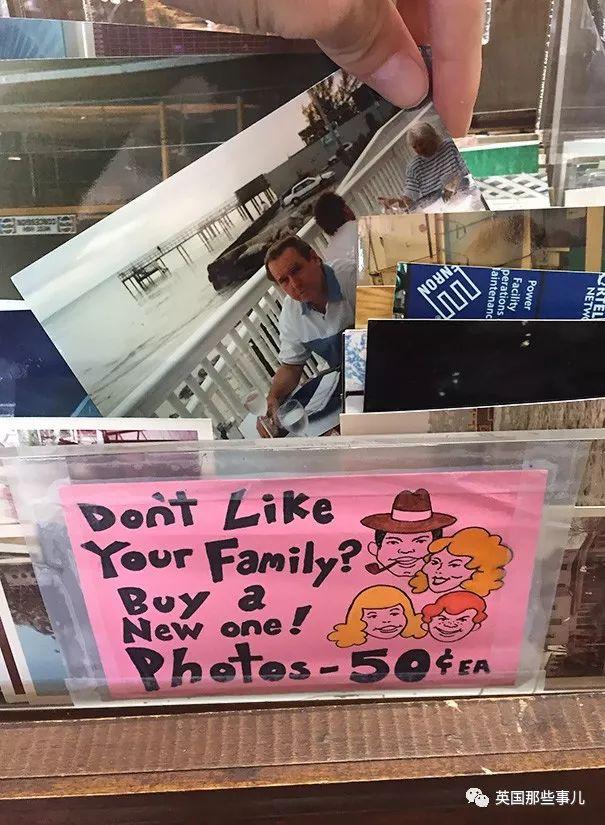 ENRON
Power
Facility
Operations
Maintenance
Don't Like
Your Family?
Buy a
New one!
Photos-50¢ EA
英国那些事儿